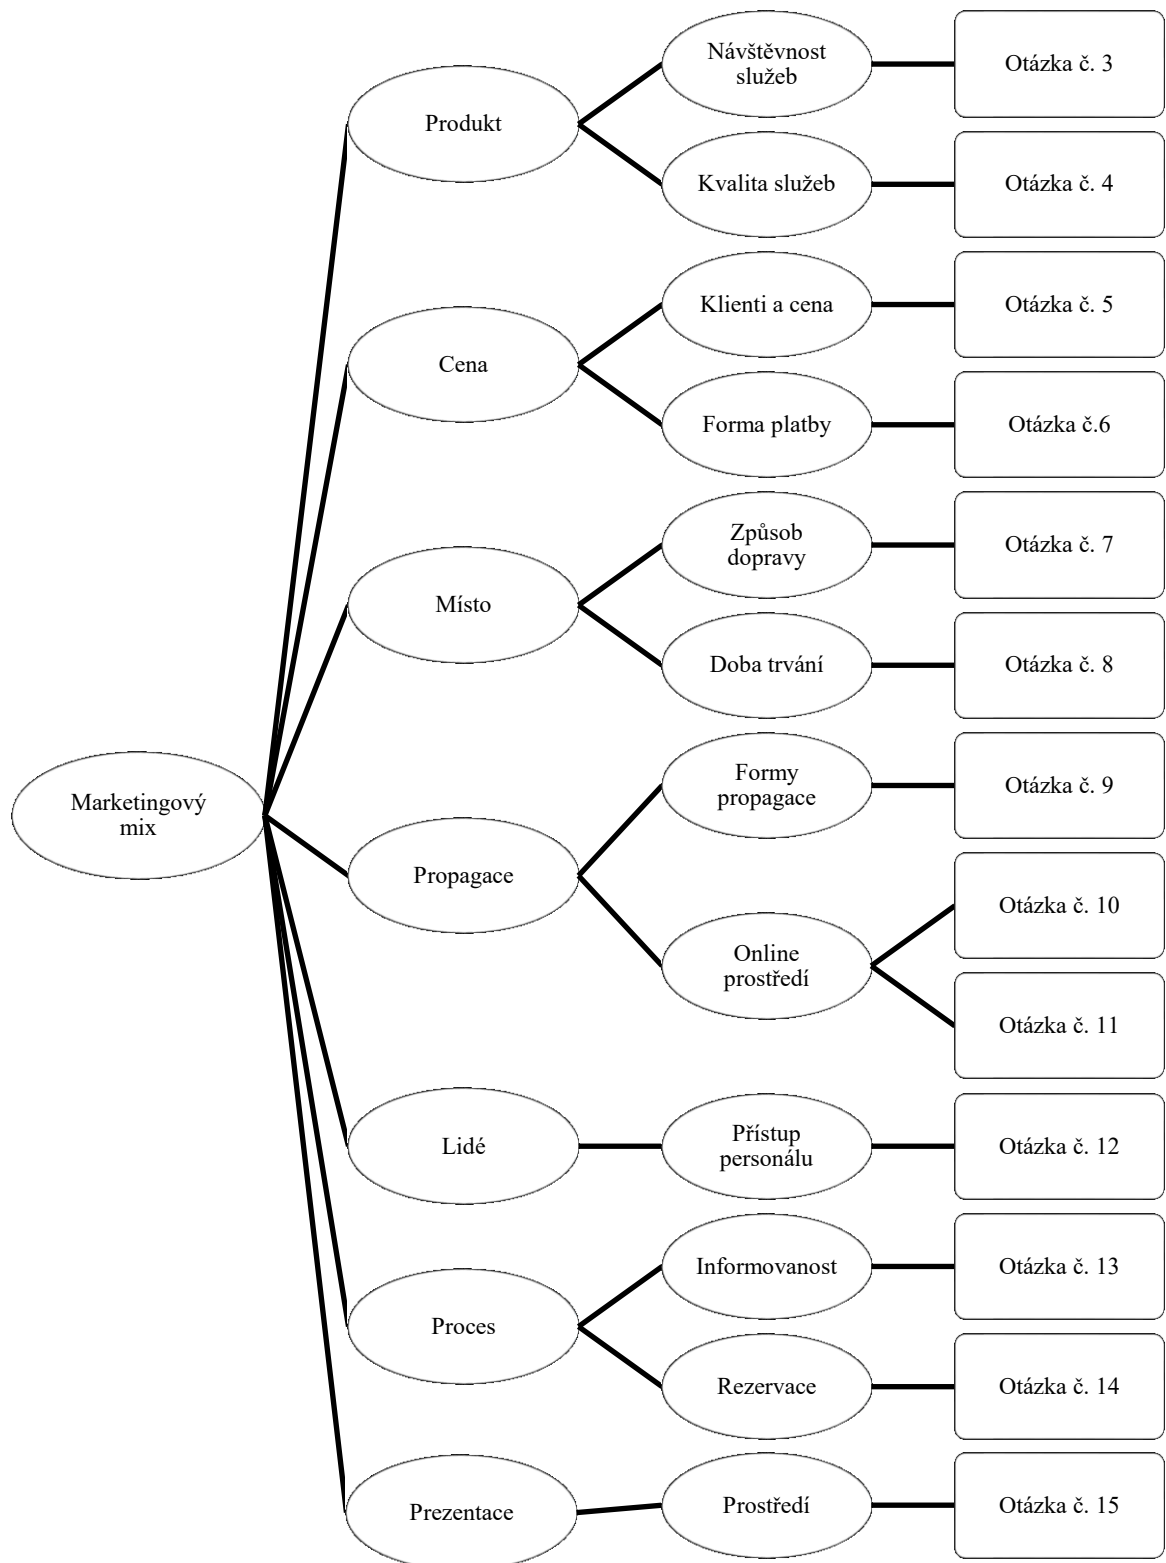 Marketingový
mix
Produkt
Návštěvnost
služeb
Otázka č. 3
Kvalita služeb
Otázka č. 4
Cena
Klienti a cena
Otázka č. 5
Forma platby
Otázka č.6
Místo
Způsob
dopravy
Otázka č. 7
Doba trvání
Otázka č. 8
Propagace
Formy
propagace
Otázka č. 9
Online
prostředí
Otázka č. 10
Otázka č. 11
Lidé
Přístup
personálu
Otázka č. 12
Proces
Informovanost
Otázka č. 13
Rezervace
Otázka č. 14
Prezentace
Prostředí
Otázka č. 15